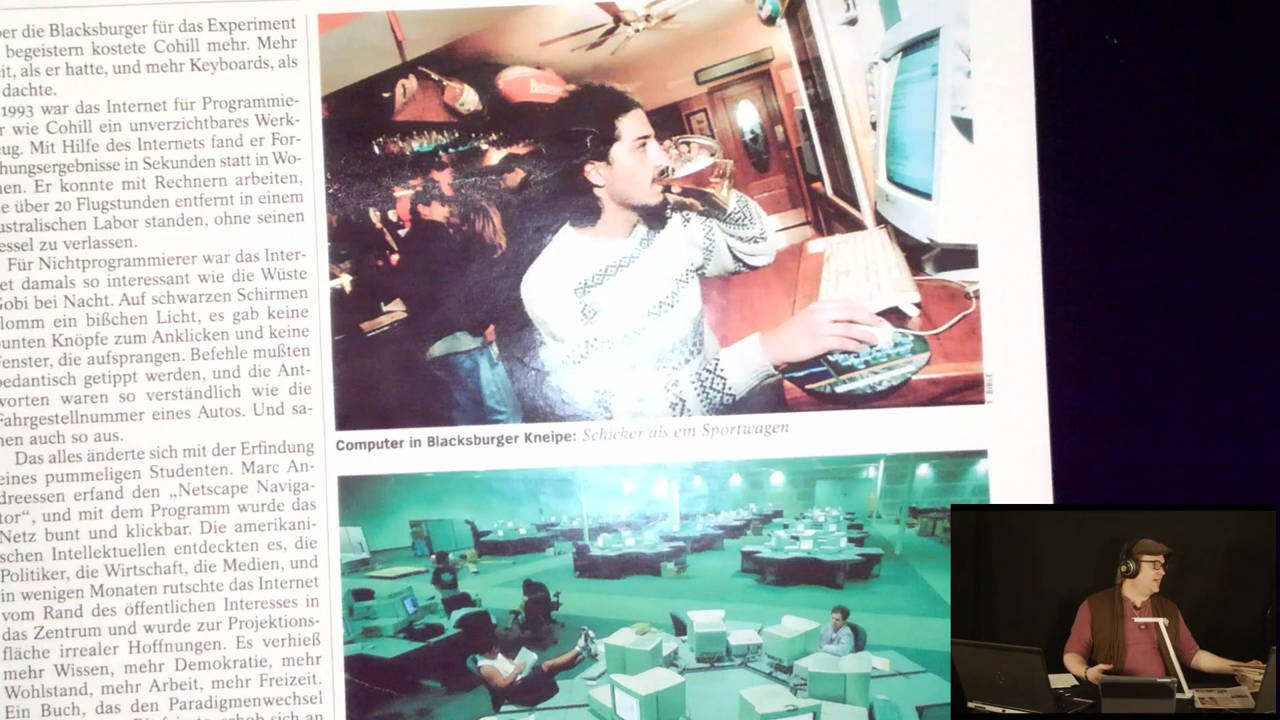 er die Blacksburger für das Experiment
begeistern kostete Cohill mehr. Mehr
it, als er hatte, und mehr Keyboards, als
dachte.
1993 war das Internet für Programmie-
r wie Cohill ein unverzichtbares Werk-
ug. Mit Hilfe des Internets fand er For-
hungsergebnisse in Sekunden statt in Wo-
en. Er konnte mit Rechnern arbeiten,
e über 20 Flugstunden entfernt in einem
ustralischen Labor standen, ohne seinen
essel zu verlassen.
Für Nichtprogrammierer war das Inter-
et damals so interessant wie die Wüste
Gobi bei Nacht. Auf schwarzen Schirmen
lomm ein bißchen Licht, es gab keine
bunten Knöpfe zum Anklicken und keine
Fenster, die aufsprangen. Befehle mußten
pedantisch getippt werden, und die Ant-
worten waren so verständlich wie die
Fahrgestellnummer eines Autos. Und sa-
hen auch so aus.
Das alles änderte sich mit der Erfindung
eines pummeligen Studenten. Marc An-
dreessen erfand den „Netscape Naviga-
tor“, und mit dem Programm wurde das
Netz bunt und klickbar. Die amerikani-
schen Intellektuellen entdeckten es, die
Politiker, die Wirtschaft, die Medien, und
in wenigen Monaten rutschte das Internet
vom Rand des öffentlichen Interesses in
das Zentrum und wurde zur Projektions-
fläche irrealer Hoffnungen. Es verhieß
mehr Wissen, mehr Demokratie, mehr
Wohlstand, mehr Arbeit, mehr Freizeit.
Ein Buch, das den Paradigmenwechsel
Computer in Blacksburger Kneipe: Schicker als ein Sportwagen
T. BIBLE